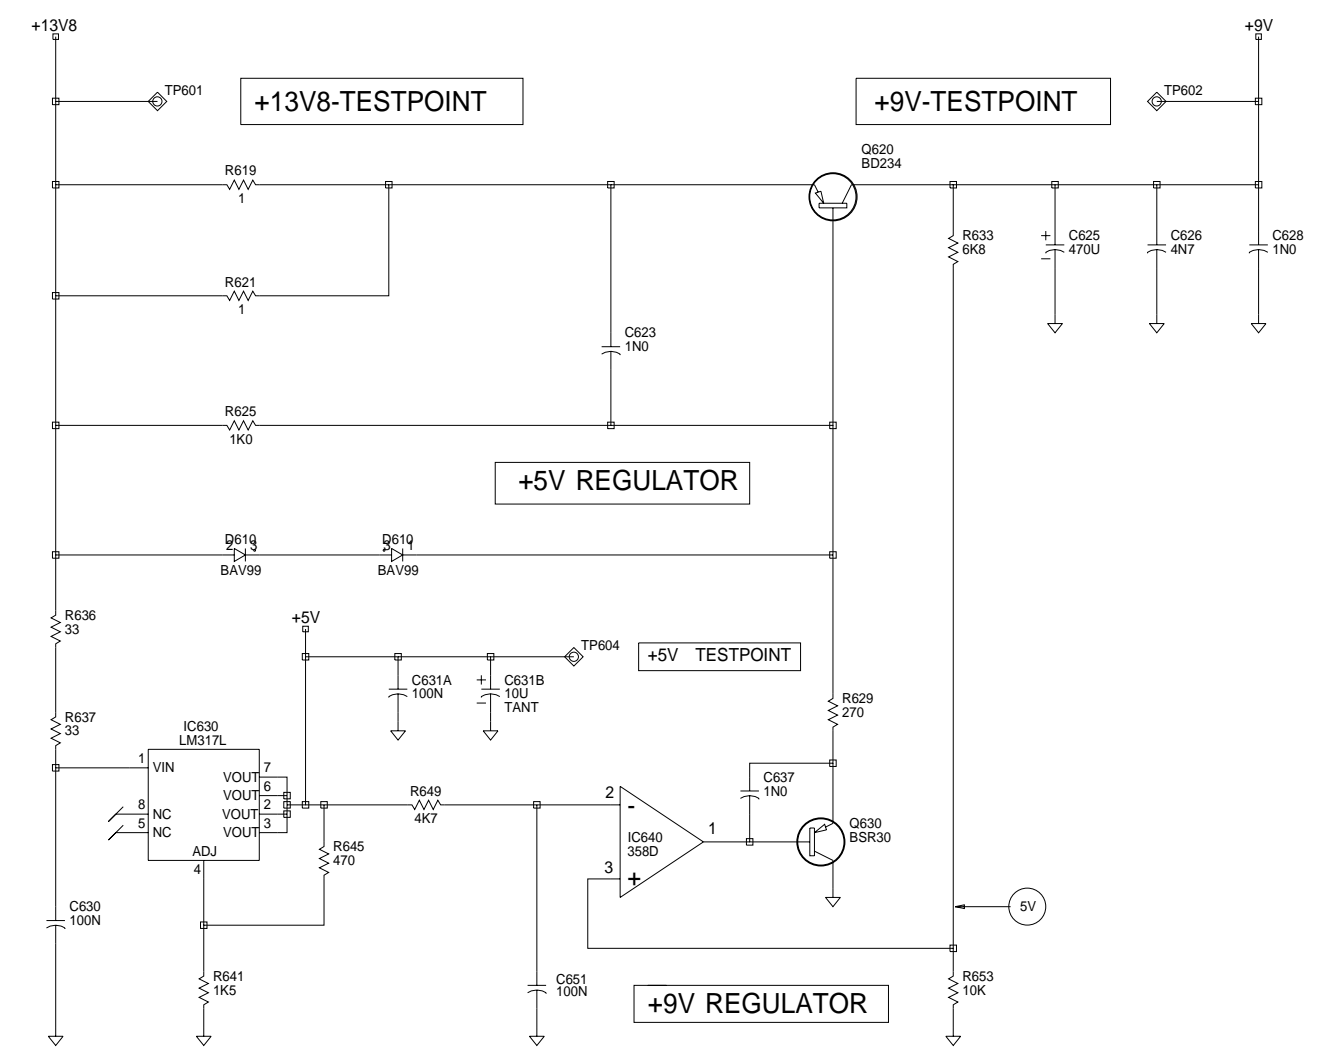 +13V8
+9V
TP601
+13V8-TESTPOINT
+9V-TESTPOINT
TP602
Q620
BD234
R619
1
R633
6K8
+
-
C625
470U
C626
4N7
C628
1N0
R621
1
C623
1N0
R625
1K0
+5V REGULATOR
D610
2 3
BAV99
D610
3 1
BAV99
R636
33
+5V
TP604
+5V TESTPOINT
C631A
100N
+
-
C631B
10U
TANT
R629
270
R637
33
IC630
LM317L
1
VIN
VOUT
7
VOUT
6
VOUT
2
VOUT
3
8
NC
5
NC
ADJ
4
R649
4K7
R645
470
2
-
IC640
358D
3
+
1
C637
1N0
Q630
BSR30
C630
100N
5V
R641
1K5
C651
100N
+9V REGULATOR
R653
10K